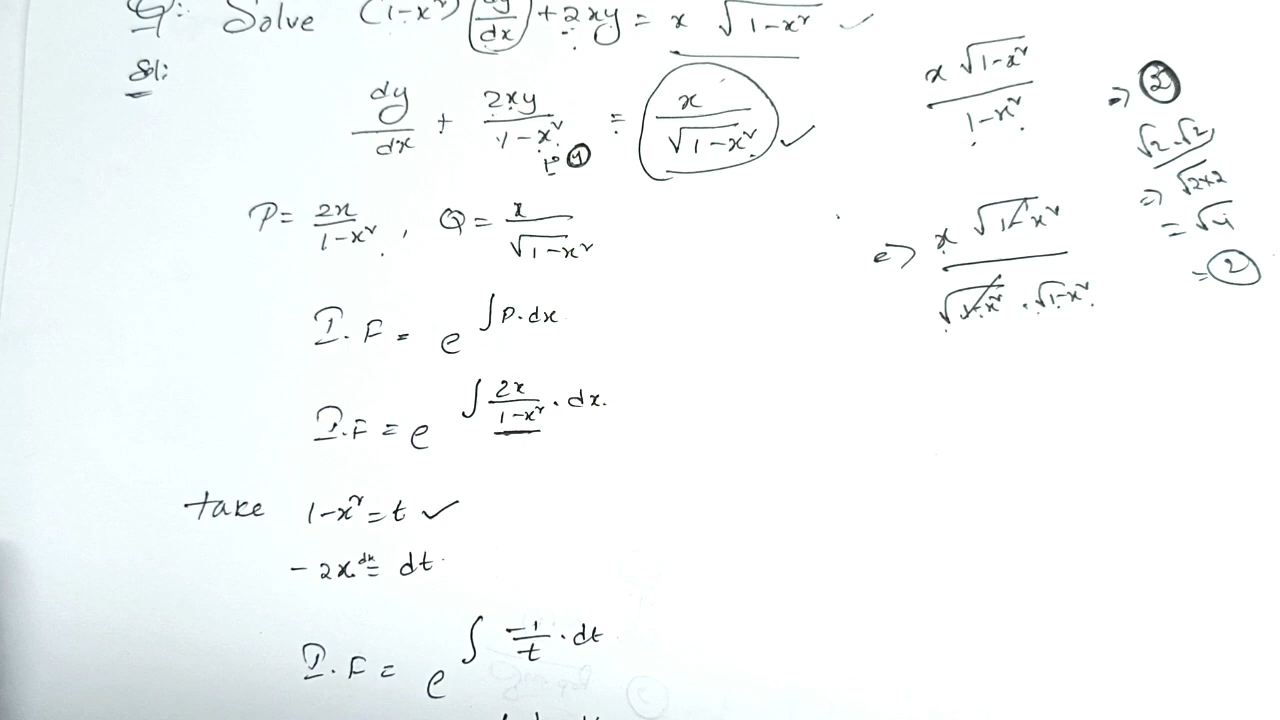 Q: Solve (1-x²) (dy/dx) + 2xy = x √1-x² ✓
Sol:
dy/dx + 2xy/1-x² = x/√1-x² ✓
P = 2x/1-x² , Q = x/√1-x²
I.F = e^∫P.dx
I.F = e^∫ 2x/1-x² . dx.
take 1-x² = t ✓
-2x dx = dt.
I.F = e^∫ -1/t . dt
x √1-x² / 1-x²
=> x √1-x² / √1-x² . √1-x²
=> 2
√2.√2
=> √2×2
= √4
= 2